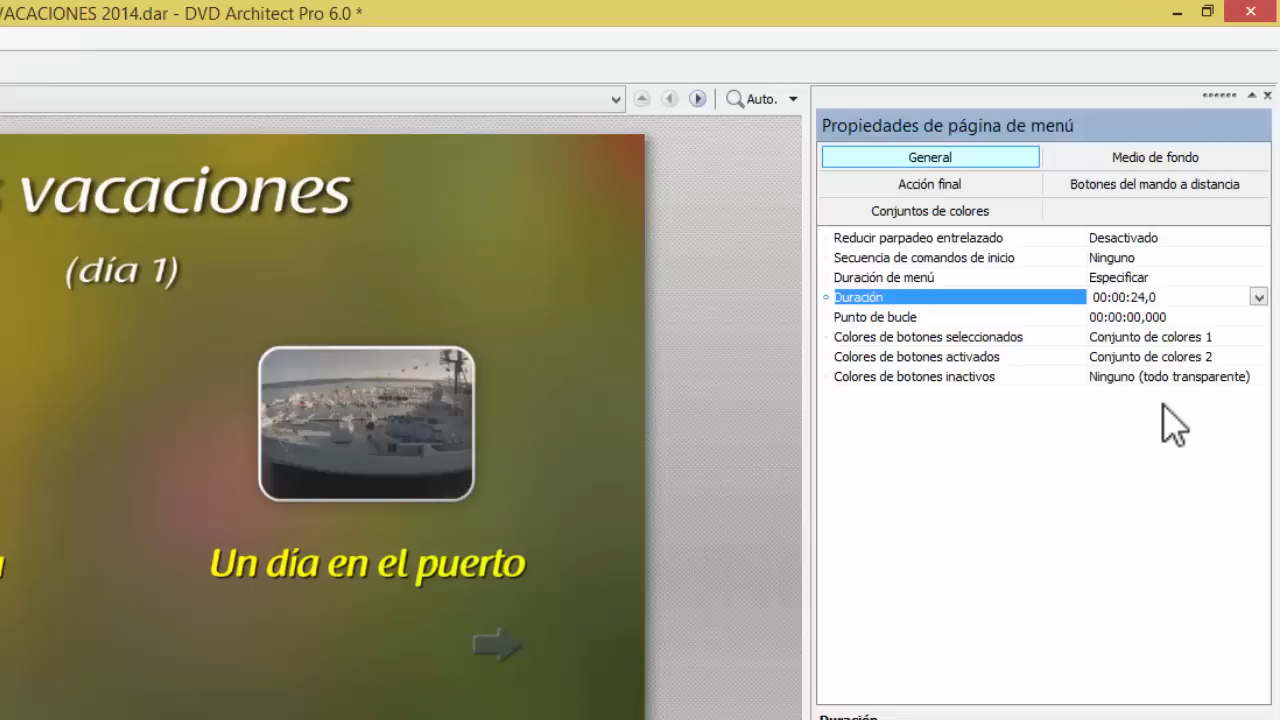 VACACIONES 2014.dar - DVD Architect Pro 6.0 *
Auto.
vacaciones
(día 1)
Un día en el puerto
Propiedades de página de menú
General
Medio de fondo
Acción final
Botones del mando a distancia
Conjuntos de colores
Reducir parpadeo entrelazado Desactivado
Secuencia de comandos de inicio Ninguno
Duración de menú Especificar
Duración 00:00:24,0
Punto de bucle 00:00:00,000
Colores de botones seleccionados Conjunto de colores 1
Colores de botones activados Conjunto de colores 2
Colores de botones inactivos Ninguno (todo transparente)
Duración